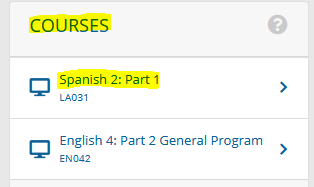 COURSES
?
Spanish 2: Part 1
LA031
English 4: Part 2 General Program
EN042